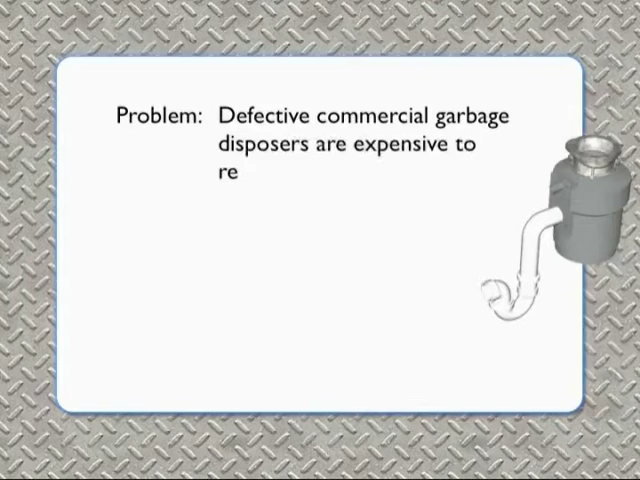 Problem: Defective commercial garbage
disposers are expensive to
re